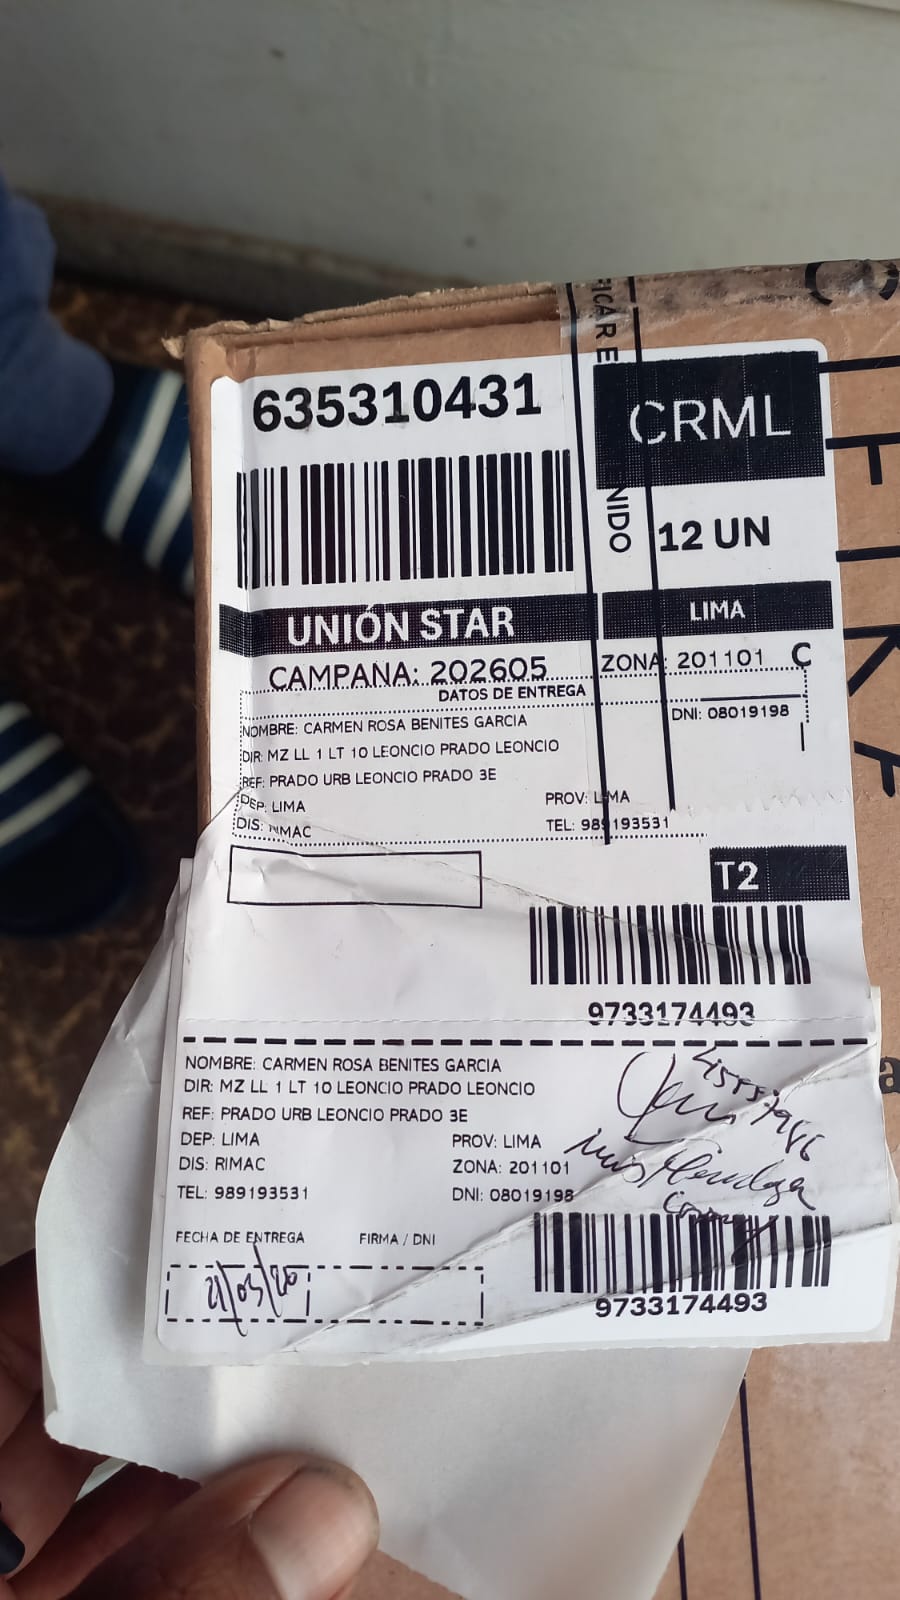 635310431
CRML
12 UN
UNIÓN STAR
LIMA
CAMPAÑA: 202605
ZONA: 201101 C
DATOS DE ENTREGA
NOMBRE: CARMEN ROSA BENITES GARCIA
DNI: 08019198
DIR: MZ LL 1 LT 10 LEONCIO PRADO LEONCIO
REF: PRADO URB LEONCIO PRADO 3E
DEP: LIMA
PROV: LIMA
DIS: RIMAC
TEL: 989193531
T2
9733174493
NOMBRE: CARMEN ROSA BENITES GARCIA
DIR: MZ LL 1 LT 10 LEONCIO PRADO LEONCIO
REF: PRADO URB LEONCIO PRADO 3E
DEP: LIMA
PROV: LIMA
DIS: RIMAC
ZONA: 201101
TEL: 989193531
DNI: 08019198
FECHA DE ENTREGA
FIRMA / DNI
9733174493